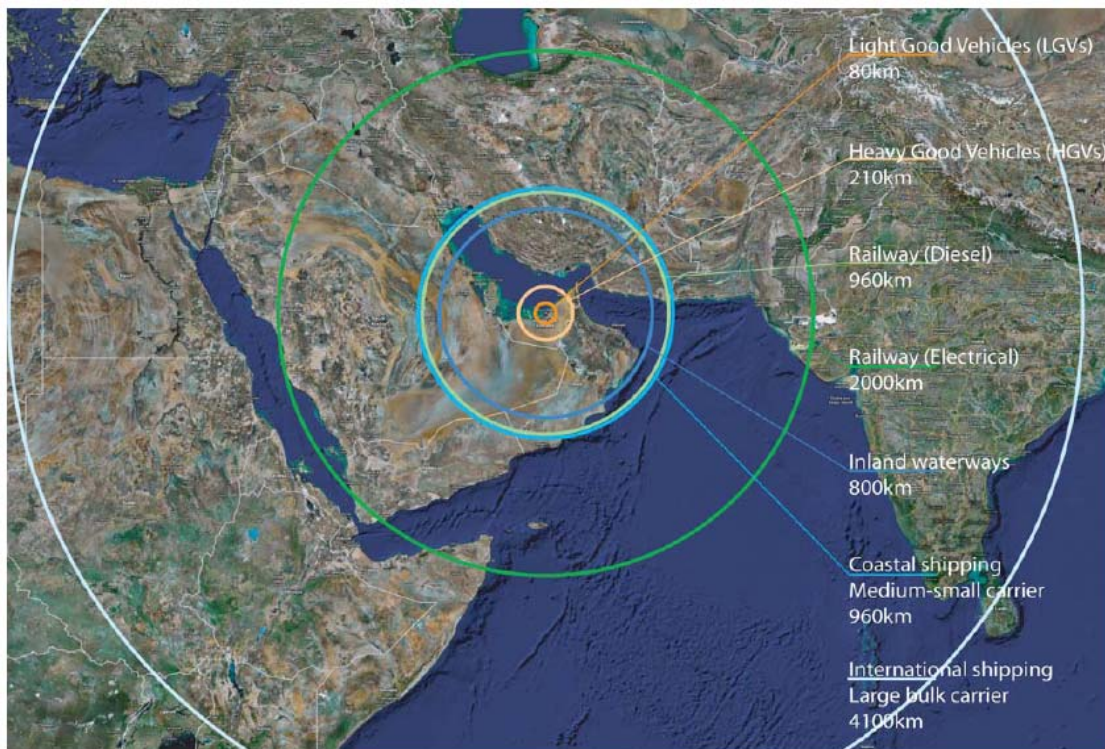 Light Good Vehicles (LGVs)
80km
Heavy Good Vehicles (HGVs)
210km
Railway (Diesel)
960km
Railway (Electrical)
2000km
Inland waterways
800km
Coastal shipping
Medium-small carrier
960km
International shipping
Large bulk carrier
4100km